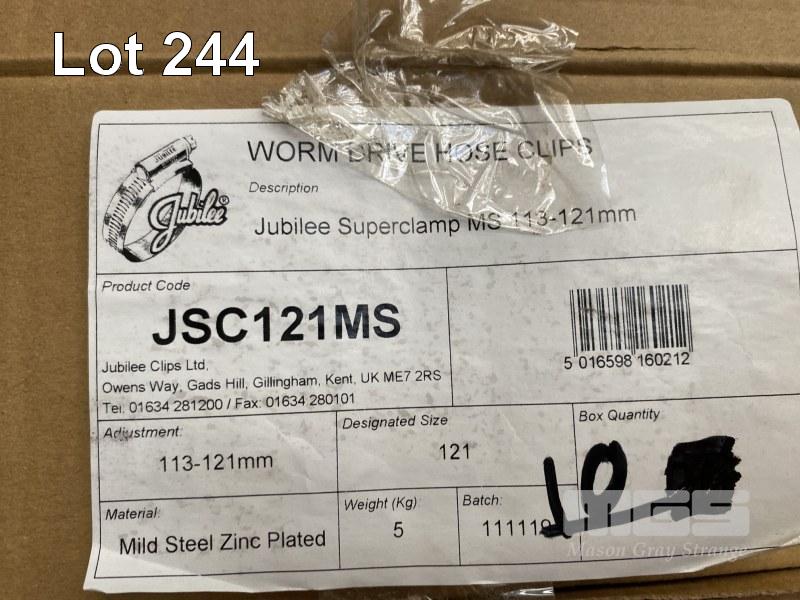 Lot 244
JUBILEE
Jubilee®
WORM DRIVE HOSE CLIPS
Description
Jubilee Superclamp MS 113-121mm
Product Code
JSC121MS
Jubilee Clips Ltd,
Owens Way, Gads Hill, Gillingham, Kent, UK ME7 2RS
Tel: 01634 281200 / Fax: 01634 280101
5 016598 160212
Adjustment:
113-121mm
Designated Size
121
Box Quantity
Material:
Mild Steel Zinc Plated
Weight (Kg)
5
Batch:
MGS
Mason Gray Strange